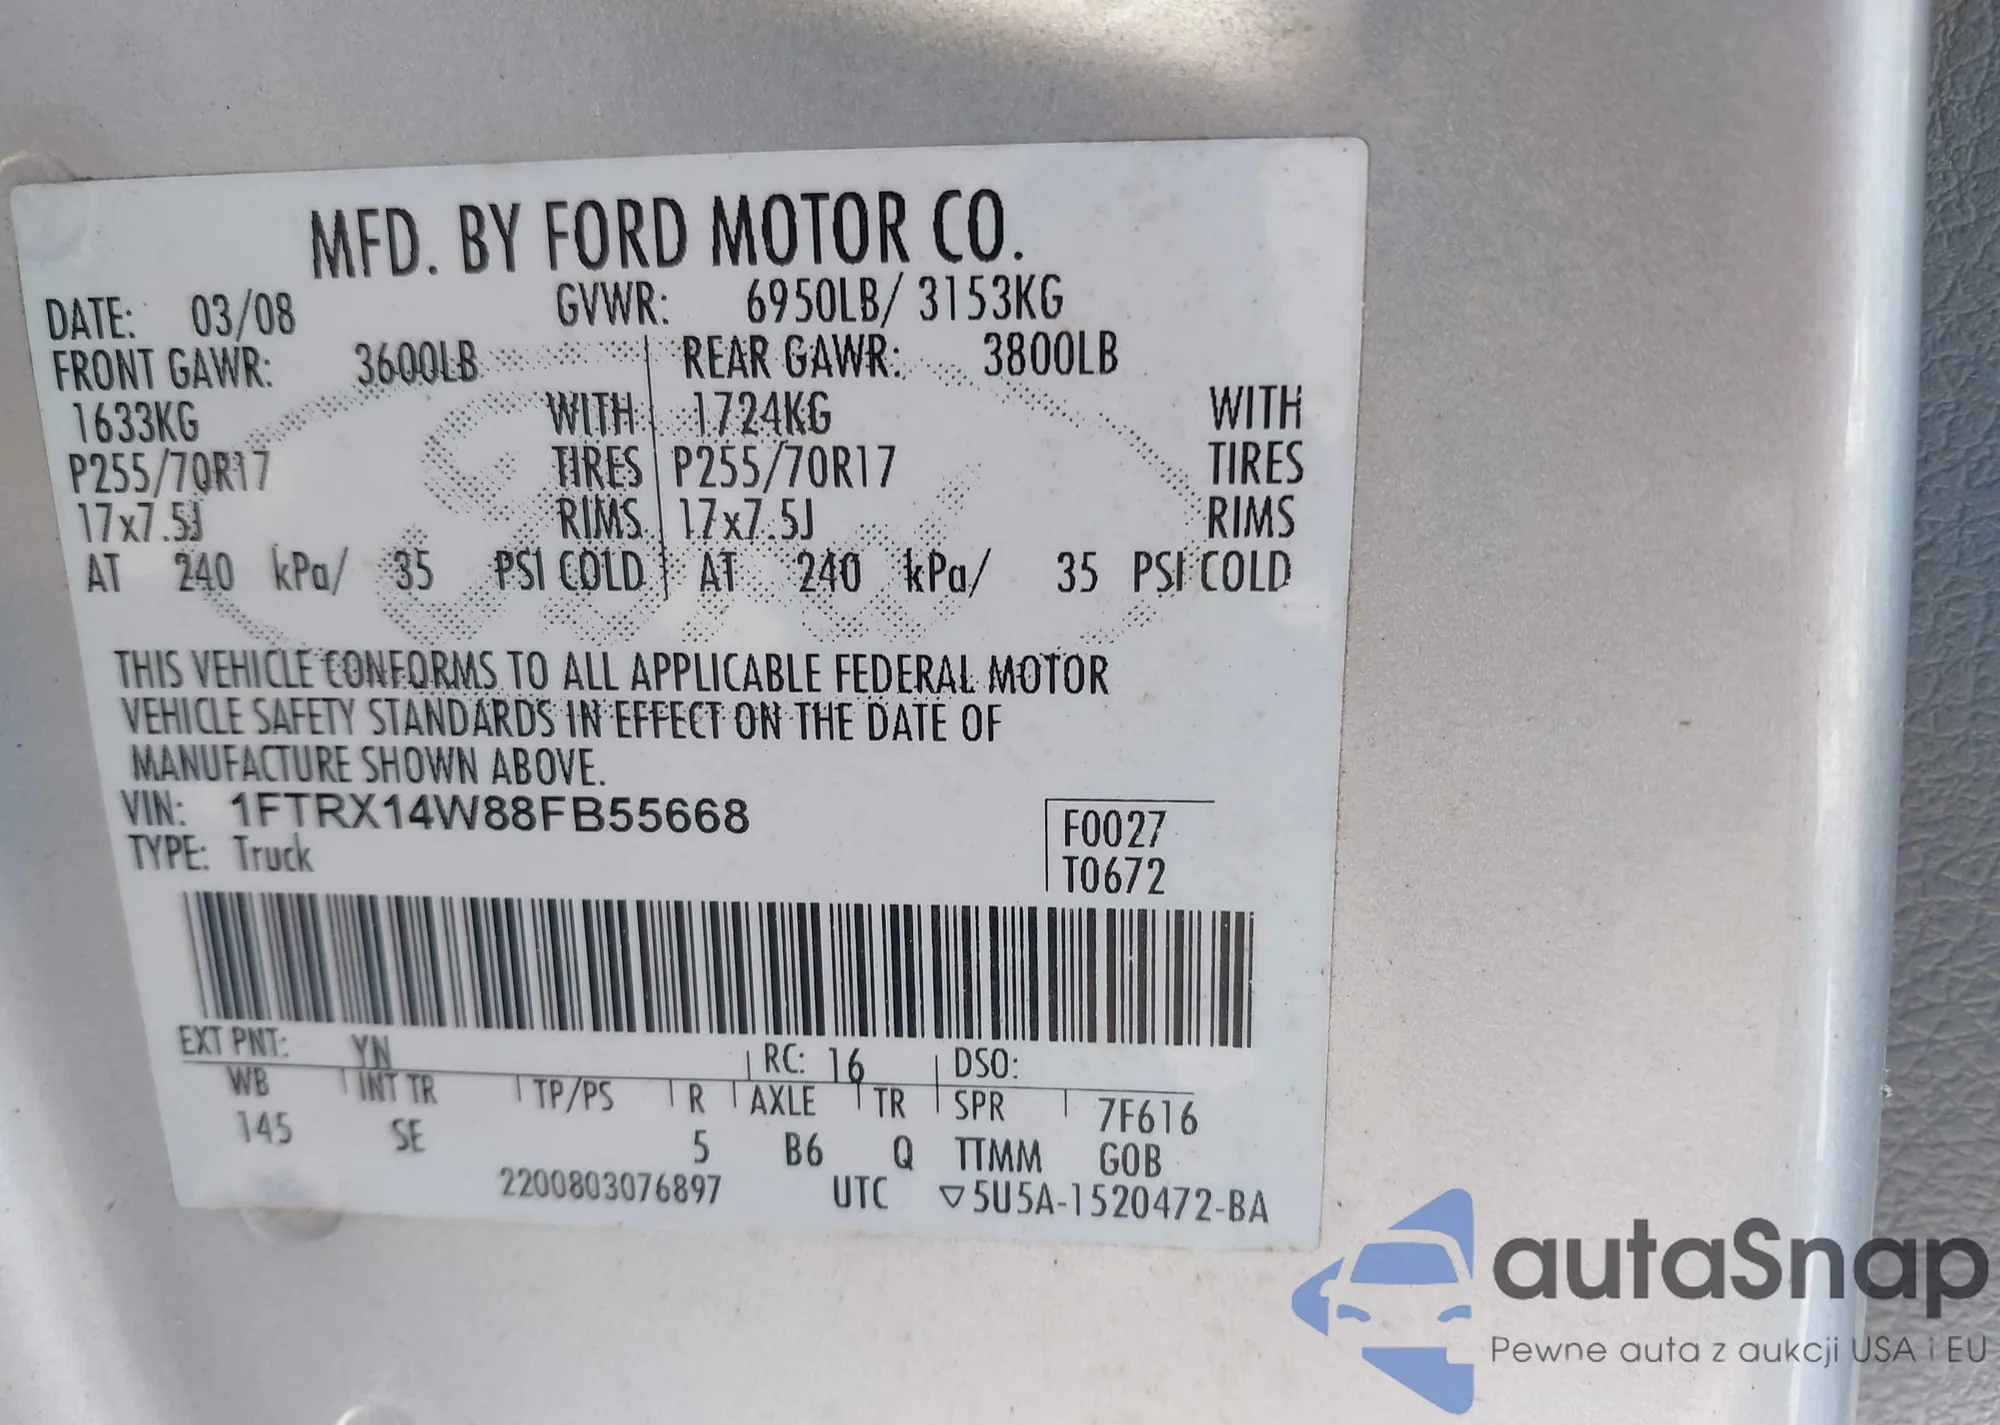 MFD. BY FORD MOTOR CO.
DATE: 03/08 GVWR: 6950LB/ 3153KG
FRONT GAWR: 3600LB REAR GAWR: 3800LB
1633KG WITH 1724KG WITH
P255/70R17 TIRES P255/70R17 TIRES
17x7.5J RIMS 17x7.5J RIMS
AT 240 kPa/ 35 PSI COLD AT 240 kPa/ 35 PSI COLD
THIS VEHICLE CONFORMS TO ALL APPLICABLE FEDERAL MOTOR
VEHICLE SAFETY STANDARDS IN EFFECT ON THE DATE OF
MANUFACTURE SHOWN ABOVE.
VIN: 1FTRX14W88FB55668
TYPE: Truck
F0027
T0672
EXT PNT: YN RC: 16 DSO:
WB INT TR TP/PS R AXLE TR SPR 7F616
145 SE 5 B6 Q TTMM GOB
2200803076897 UTC ▽5U5A-1520472-BA
autaSnap
Pewne auta z aukcji USA i EU